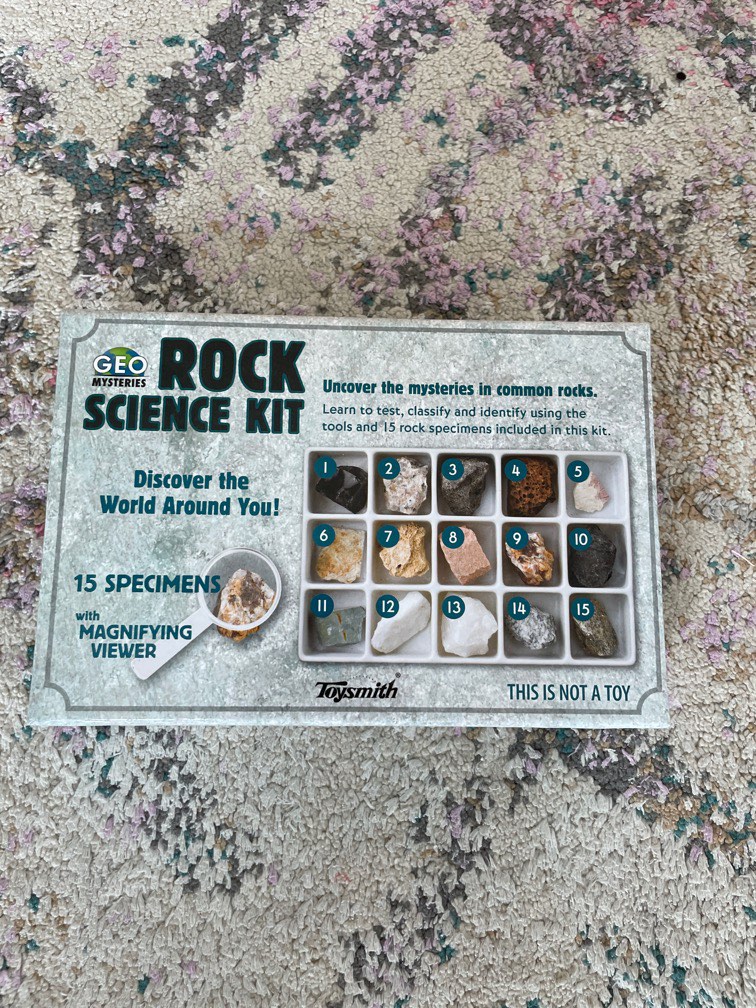 GEO
MYSTERIES
ROCK
SCIENCE KIT
Discover the
World Around You!
15 SPECIMENS
with
MAGNIFYING
VIEWER
Uncover the mysteries in common rocks.
Learn to test, classify and identify using the
tools and 15 rock specimens included in this kit.
1 2 3 4 5
6 7 8 9 10
11 12 13 14 15
Toysmith®
THIS IS NOT A TOY